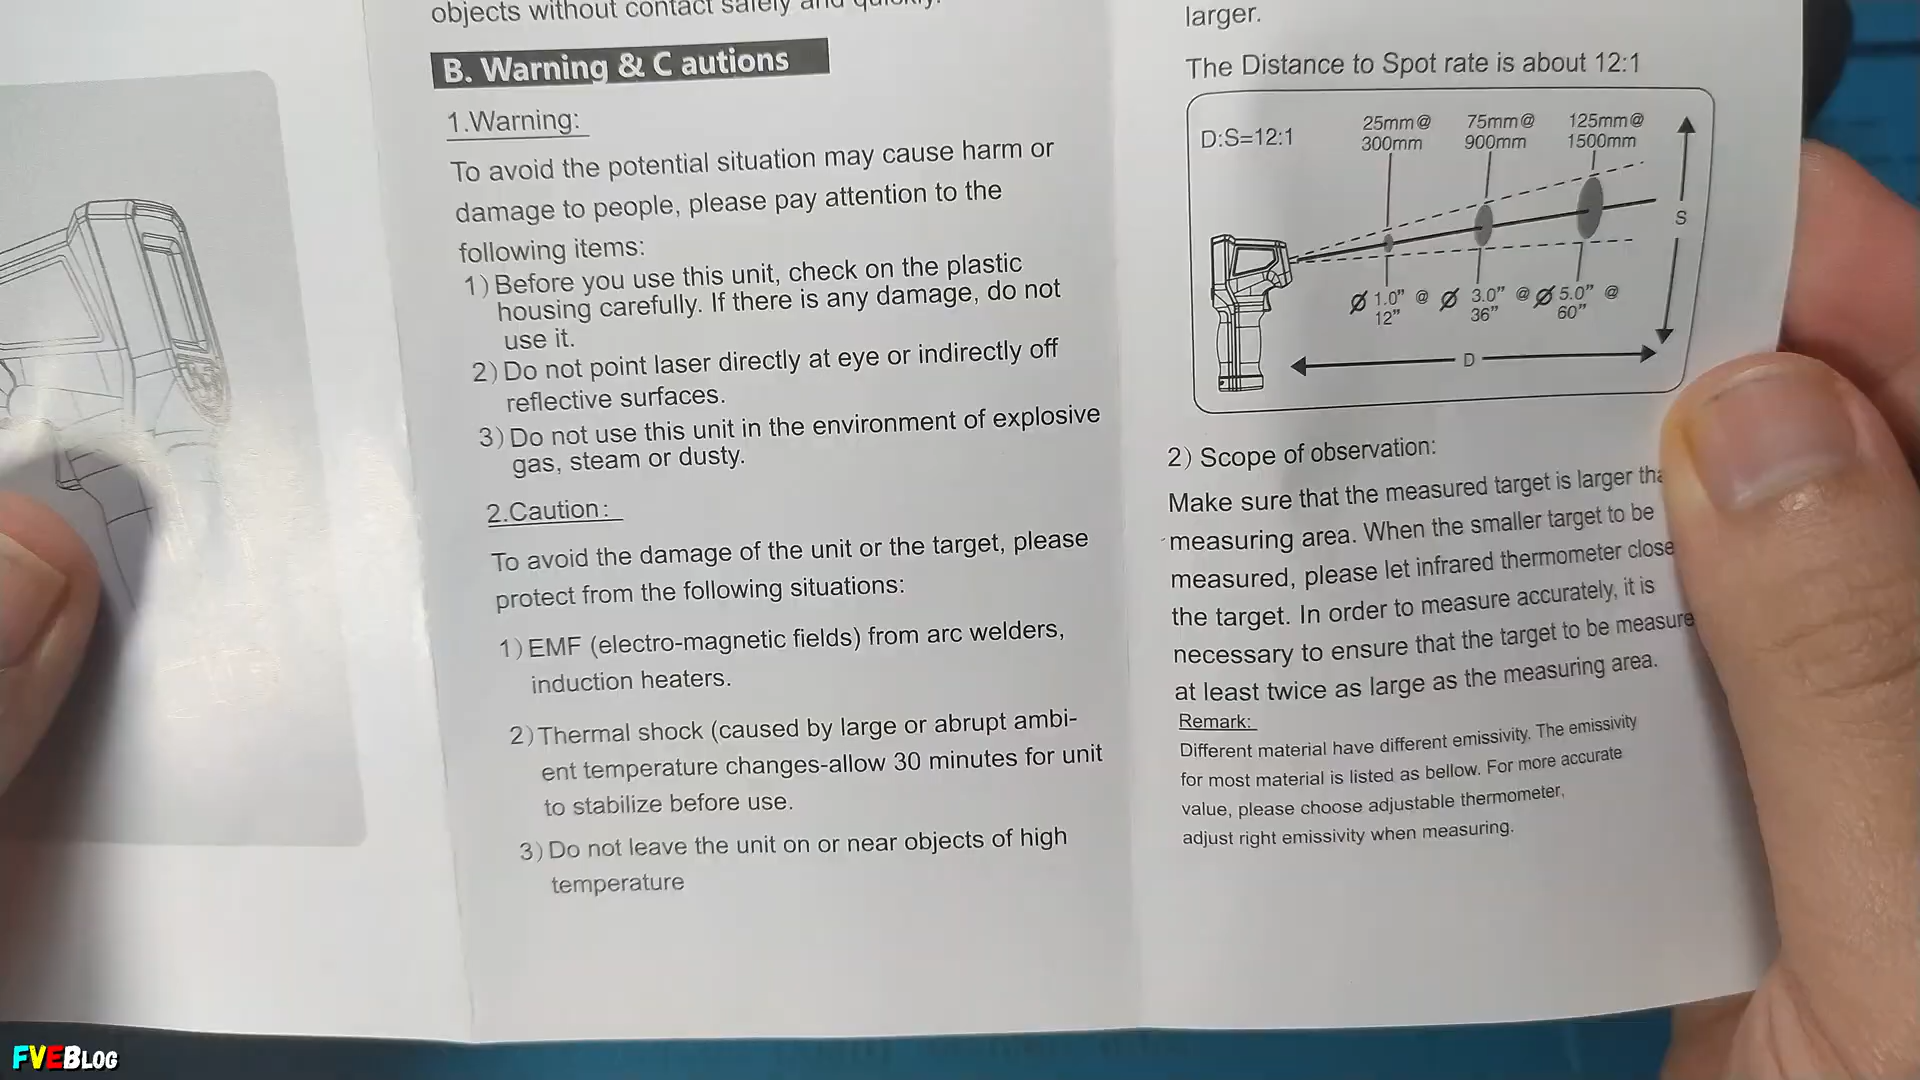 objects without contact safely and quickly.
B. Warning & C autions
1.Warning:
To avoid the potential situation may cause harm or
damage to people, please pay attention to the
following items:
1) Before you use this unit, check on the plastic
housing carefully. If there is any damage, do not
use it.
2) Do not point laser directly at eye or indirectly off
reflective surfaces.
3) Do not use this unit in the environment of explosive
gas, steam or dusty.
2.Caution:
To avoid the damage of the unit or the target, please
protect from the following situations:
1) EMF (electro-magnetic fields) from arc welders,
induction heaters.
2) Thermal shock (caused by large or abrupt ambi-
ent temperature changes-allow 30 minutes for unit
to stabilize before use.
3) Do not leave the unit on or near objects of high
temperature
larger.
The Distance to Spot rate is about 12:1
D:S=12:1
25mm@ 75mm@ 125mm@
300mm 900mm 1500mm
S
Ø 1.0” @ Ø 3.0” @ Ø 5.0” @
12” 36” 60”
D
2) Scope of observation:
Make sure that the measured target is larger
measuring area. When the smaller target to be
measured, please let infrared thermometer close
the target. In order to measure accurately, it is
necessary to ensure that the target to be measure
at least twice as large as the measuring area.
Remark:
Different material have different emissivity. The emissivity
for most material is listed as bellow. For more accurate
value, please choose adjustable thermometer,
adjust right emissivity when measuring.
FVEBLOG